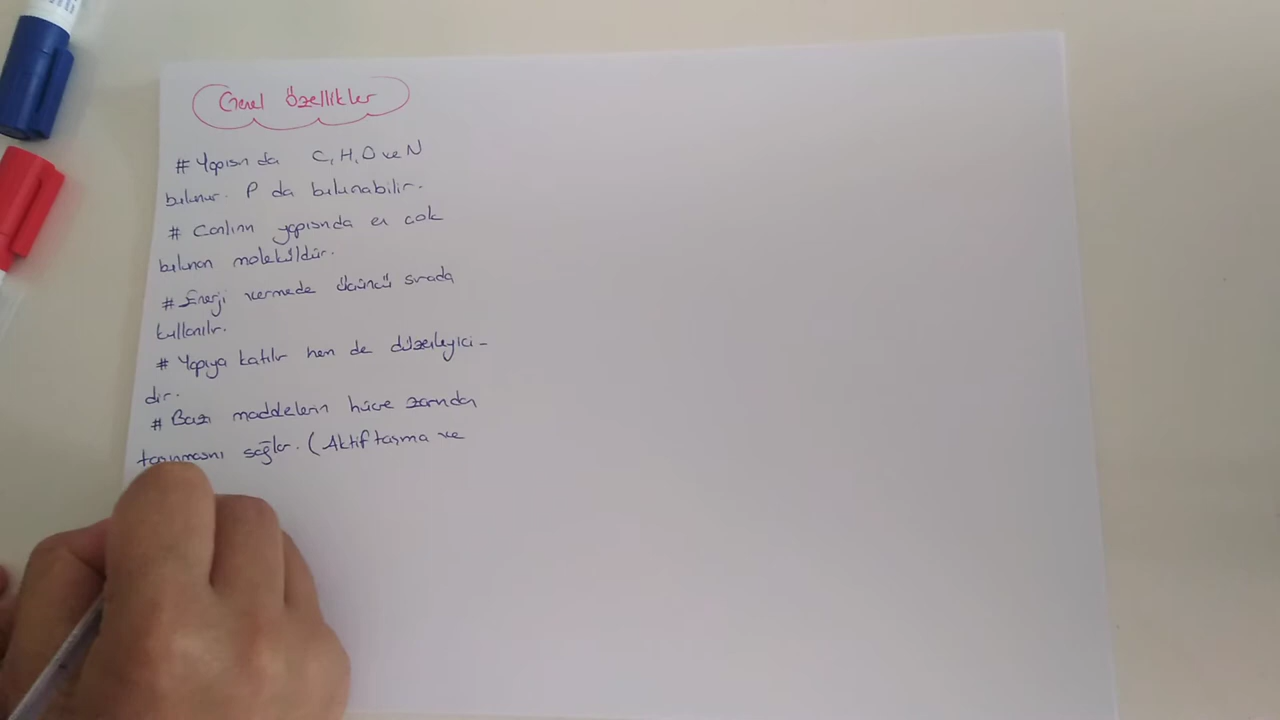 Genel Özellikler
# Yapısında C, H, O ve N
bulunur. P da bulunabilir.
# Canlının yapısında en çok
bulunan moleküldür.
# Enerji vermede üçüncü sırada
kullanılır.
# Yapıya katılır hem de düzenleyici-
dir.
# Bazı maddelerin hücre zarında
taşınmasını sağlar. (Aktif taşıma ve